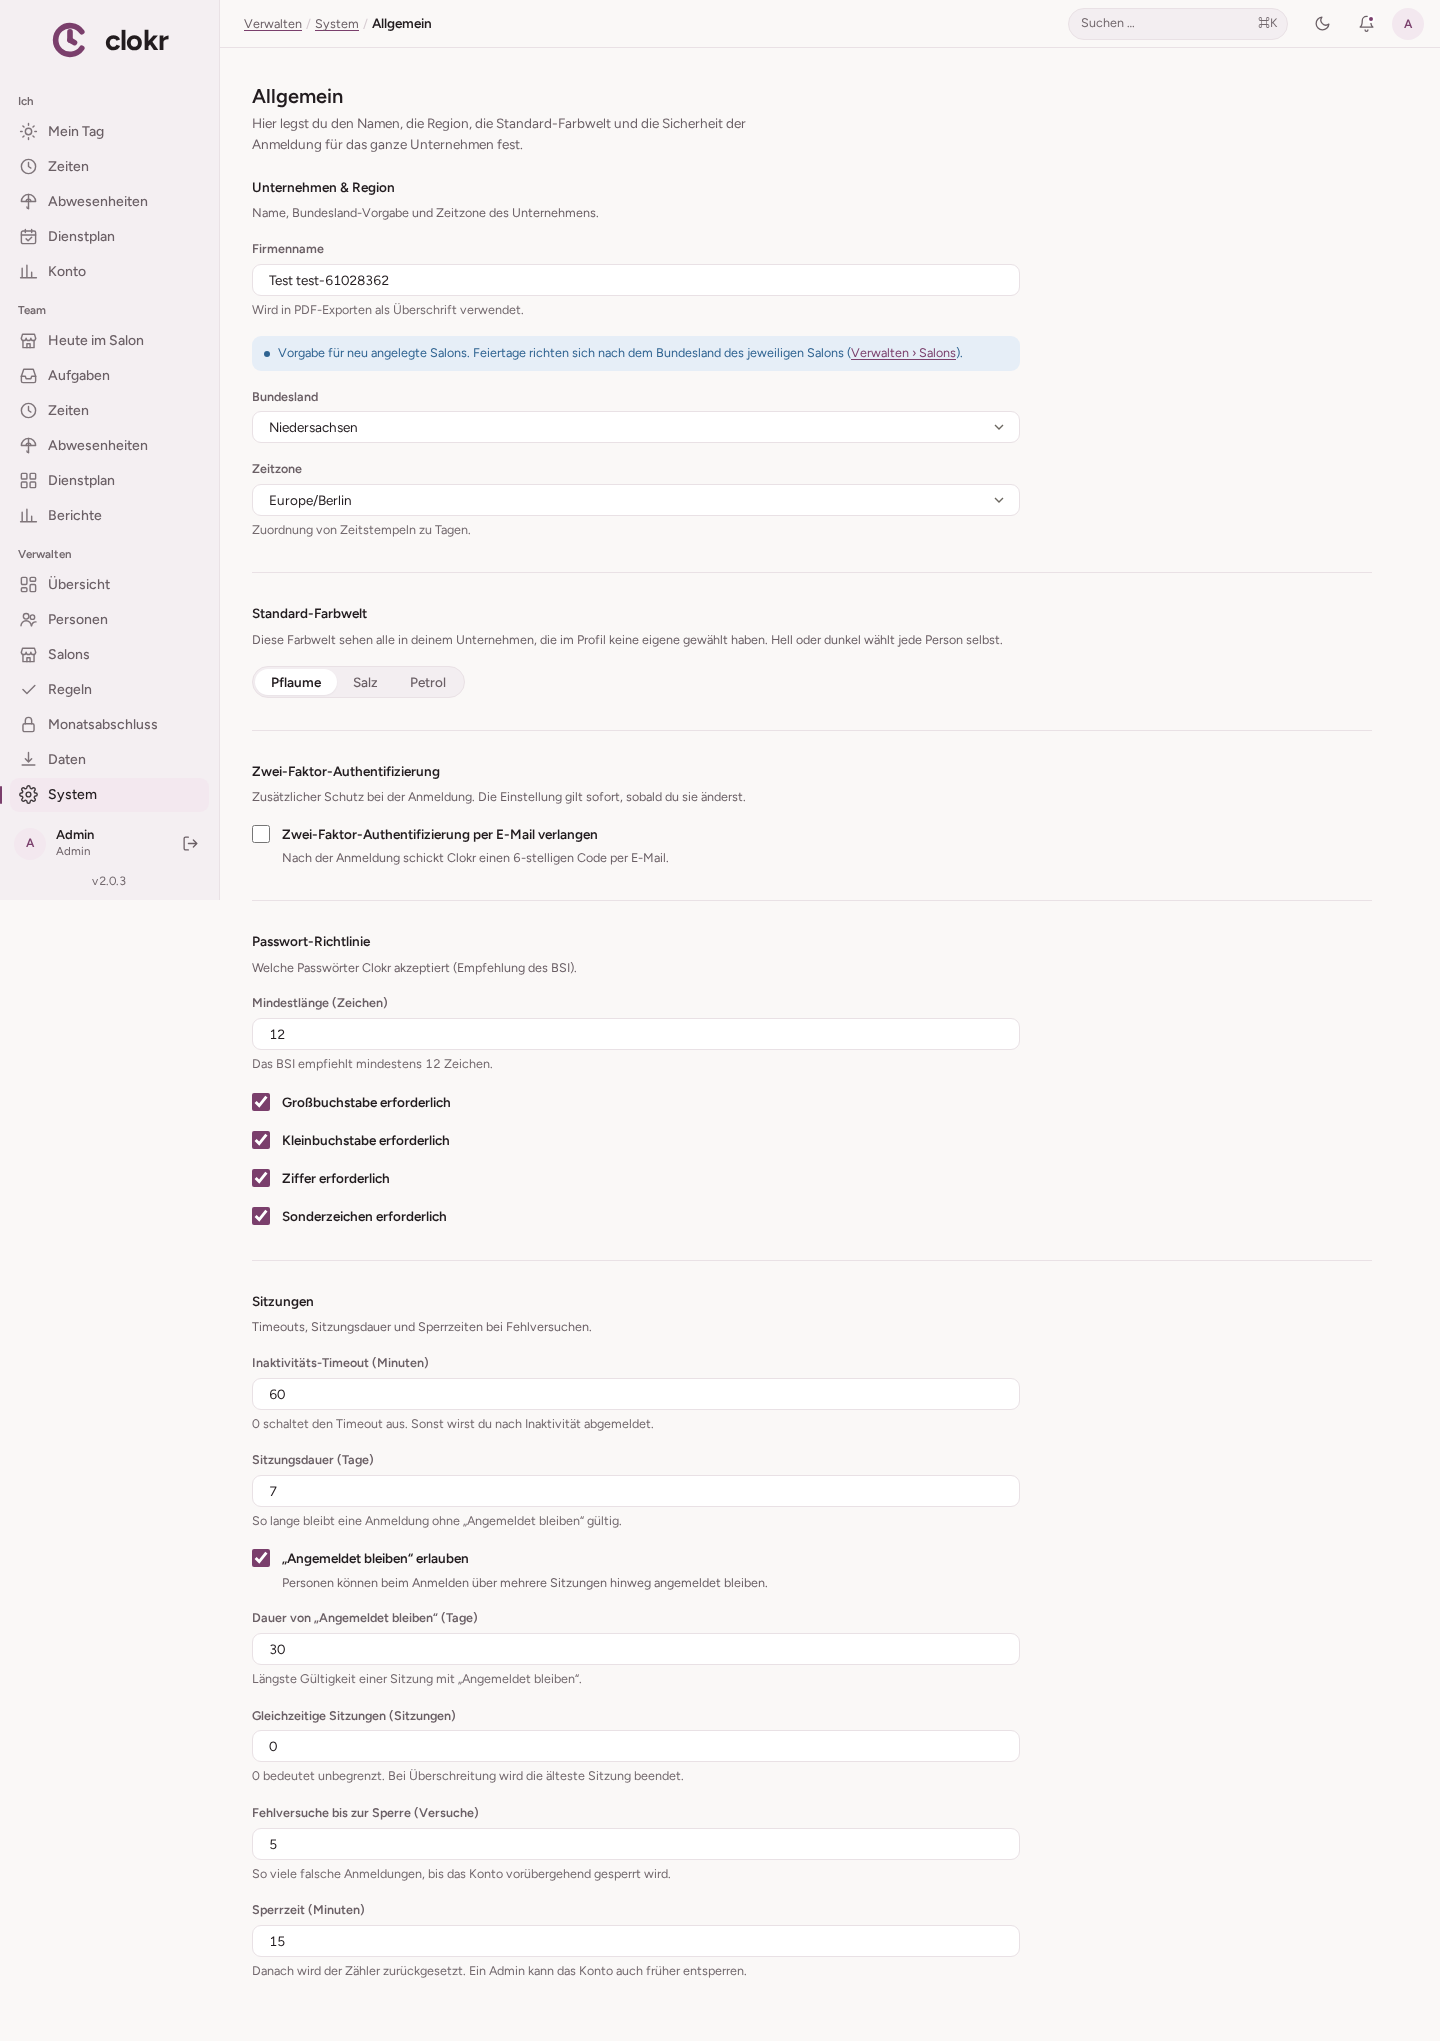 clokr
Ich
Mein Tag
Zeiten
Abwesenheiten
Dienstplan
Konto
Team
Heute im Salon
Aufgaben
Zeiten
Abwesenheiten
Dienstplan
Berichte
Verwalten
Übersicht
Personen
Salons
Regeln
Monatsabschluss
Daten
System
A
Admin
Admin
v2.0.3
Verwalten / System / Allgemein
Suchen … ⌘K
A
Allgemein
Hier legst du den Namen, die Region, die Standard-Farbwelt und die Sicherheit der
Anmeldung für das ganze Unternehmen fest.
Unternehmen & Region
Name, Bundesland-Vorgabe und Zeitzone des Unternehmens.
Firmenname
Test test-61028362
Wird in PDF-Exporten als Überschrift verwendet.
Vorgabe für neu angelegte Salons. Feiertage richten sich nach dem Bundesland des jeweiligen Salons (Verwalten › Salons).
Bundesland
Niedersachsen
Zeitzone
Europe/Berlin
Zuordnung von Zeitstempeln zu Tagen.
Standard-Farbwelt
Diese Farbwelt sehen alle in deinem Unternehmen, die im Profil keine eigene gewählt haben. Hell oder dunkel wählt jede Person selbst.
Pflaume Salz Petrol
Zwei-Faktor-Authentifizierung
Zusätzlicher Schutz bei der Anmeldung. Die Einstellung gilt sofort, sobald du sie änderst.
Zwei-Faktor-Authentifizierung per E-Mail verlangen
Nach der Anmeldung schickt Clokr einen 6-stelligen Code per E-Mail.
Passwort-Richtlinie
Welche Passwörter Clokr akzeptiert (Empfehlung des BSI).
Mindestlänge (Zeichen)
12
Das BSI empfiehlt mindestens 12 Zeichen.
Großbuchstabe erforderlich
Kleinbuchstabe erforderlich
Ziffer erforderlich
Sonderzeichen erforderlich
Sitzungen
Timeouts, Sitzungsdauer und Sperrzeiten bei Fehlversuchen.
Inaktivitäts-Timeout (Minuten)
60
0 schaltet den Timeout aus. Sonst wirst du nach Inaktivität abgemeldet.
Sitzungsdauer (Tage)
7
So lange bleibt eine Anmeldung ohne „Angemeldet bleiben“ gültig.
„Angemeldet bleiben“ erlauben
Personen können beim Anmelden über mehrere Sitzungen hinweg angemeldet bleiben.
Dauer von „Angemeldet bleiben“ (Tage)
30
Längste Gültigkeit einer Sitzung mit „Angemeldet bleiben“.
Gleichzeitige Sitzungen (Sitzungen)
0
0 bedeutet unbegrenzt. Bei Überschreitung wird die älteste Sitzung beendet.
Fehlversuche bis zur Sperre (Versuche)
5
So viele falsche Anmeldungen, bis das Konto vorübergehend gesperrt wird.
Sperrzeit (Minuten)
15
Danach wird der Zähler zurückgesetzt. Ein Admin kann das Konto auch früher entsperren.